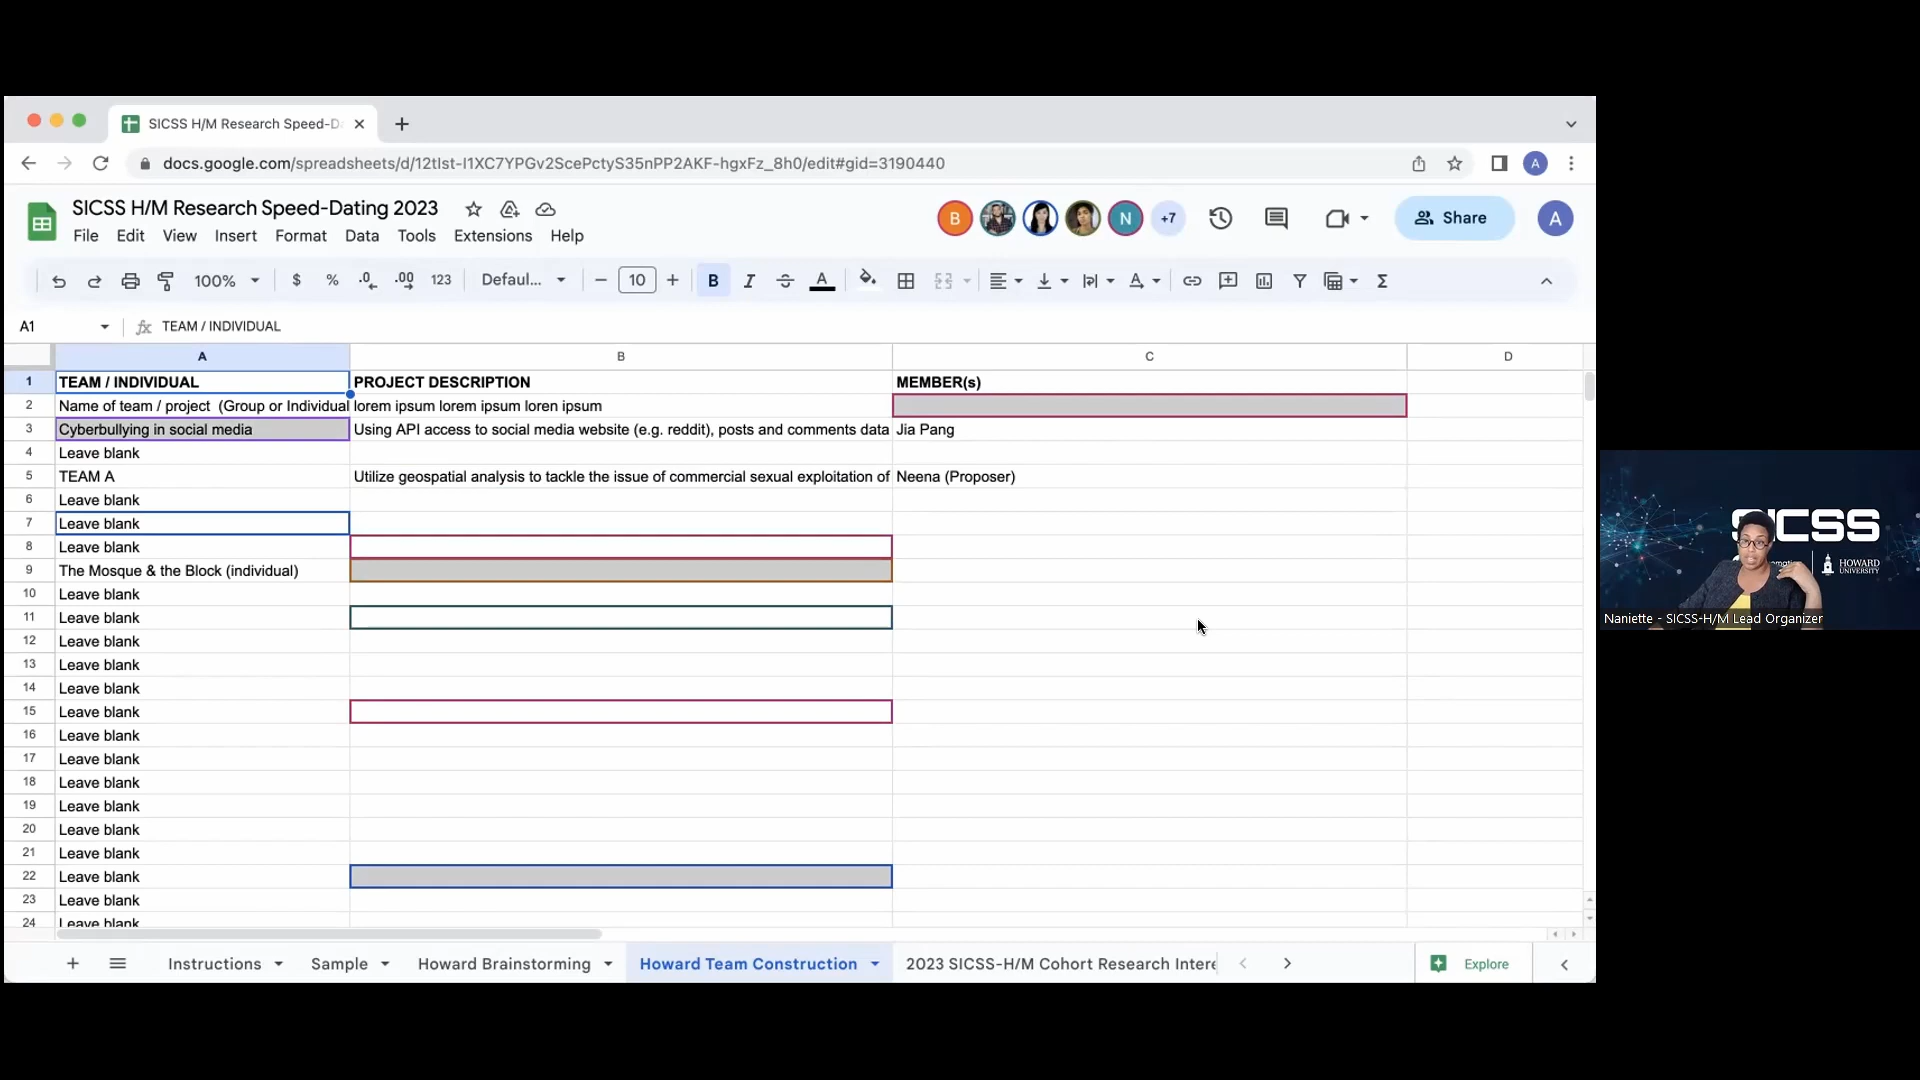 SICSS H/M Research Speed-D
docs.google.com/spreadsheets/d/12tlst-I1XC7YPGv2ScePctyS35nPP2AKF-hgxFz_8h0/edit#gid=3190440
A
SICSS H/M Research Speed-Dating 2023
File Edit View Insert Format Data Tools Extensions Help
B N +7 Share A
100% $ % .0 .00 123 Defaul... 10 B I S A A Σ
A1 fx TEAM / INDIVIDUAL
A B C D
1 TEAM / INDIVIDUAL PROJECT DESCRIPTION MEMBER(s)
2 Name of team / project (Group or Individual lorem ipsum lorem ipsum loren ipsum
3 Cyberbullying in social media Using API access to social media website (e.g. reddit), posts and comments data Jia Pang
4 Leave blank
5 TEAM A Utilize geospatial analysis to tackle the issue of commercial sexual exploitation of Neena (Proposer)
6 Leave blank
7 Leave blank
8 Leave blank
9 The Mosque & the Block (individual)
10 Leave blank
11 Leave blank
12 Leave blank
13 Leave blank
14 Leave blank
15 Leave blank
16 Leave blank
17 Leave blank
18 Leave blank
19 Leave blank
20 Leave blank
21 Leave blank
22 Leave blank
23 Leave blank
24 Leave blank
Instructions Sample Howard Brainstorming Howard Team Construction 2023 SICSS-H/M Cohort Research Intere Explore
SICSS
HOWARD
UNIVERSITY
Naniette - SICSS-H/M Lead Organizer